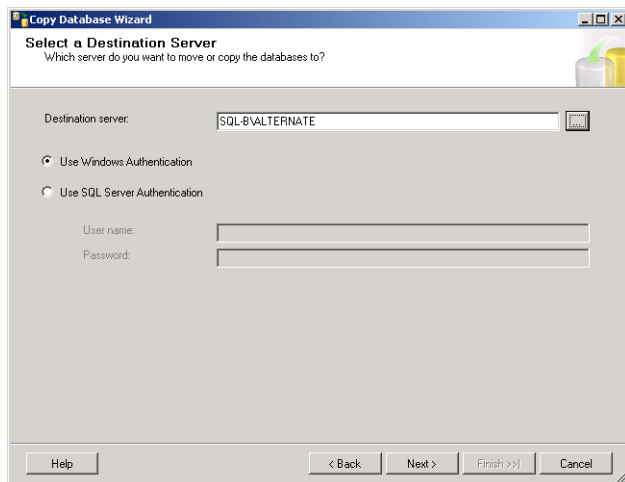 Copy Database Wizard
Select a Destination Server
Which server do you want to move or copy the databases to?
Destination server:
SQL-B\ALTERNATE
...
Use Windows Authentication
Use SQL Server Authentication
User name:
Password:
Help
< Back
Next >
Finish >>|
Cancel